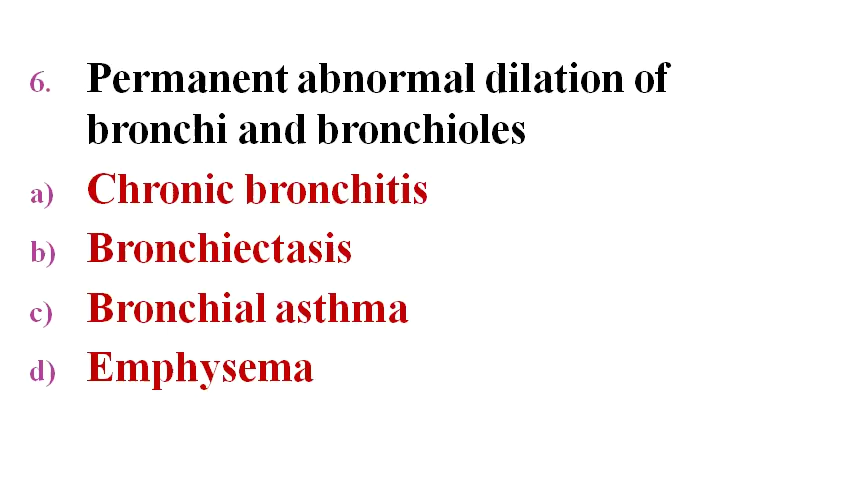 6. Permanent abnormal dilation of
bronchi and bronchioles
a) Chronic bronchitis
b) Bronchiectasis
c) Bronchial asthma
d) Emphysema